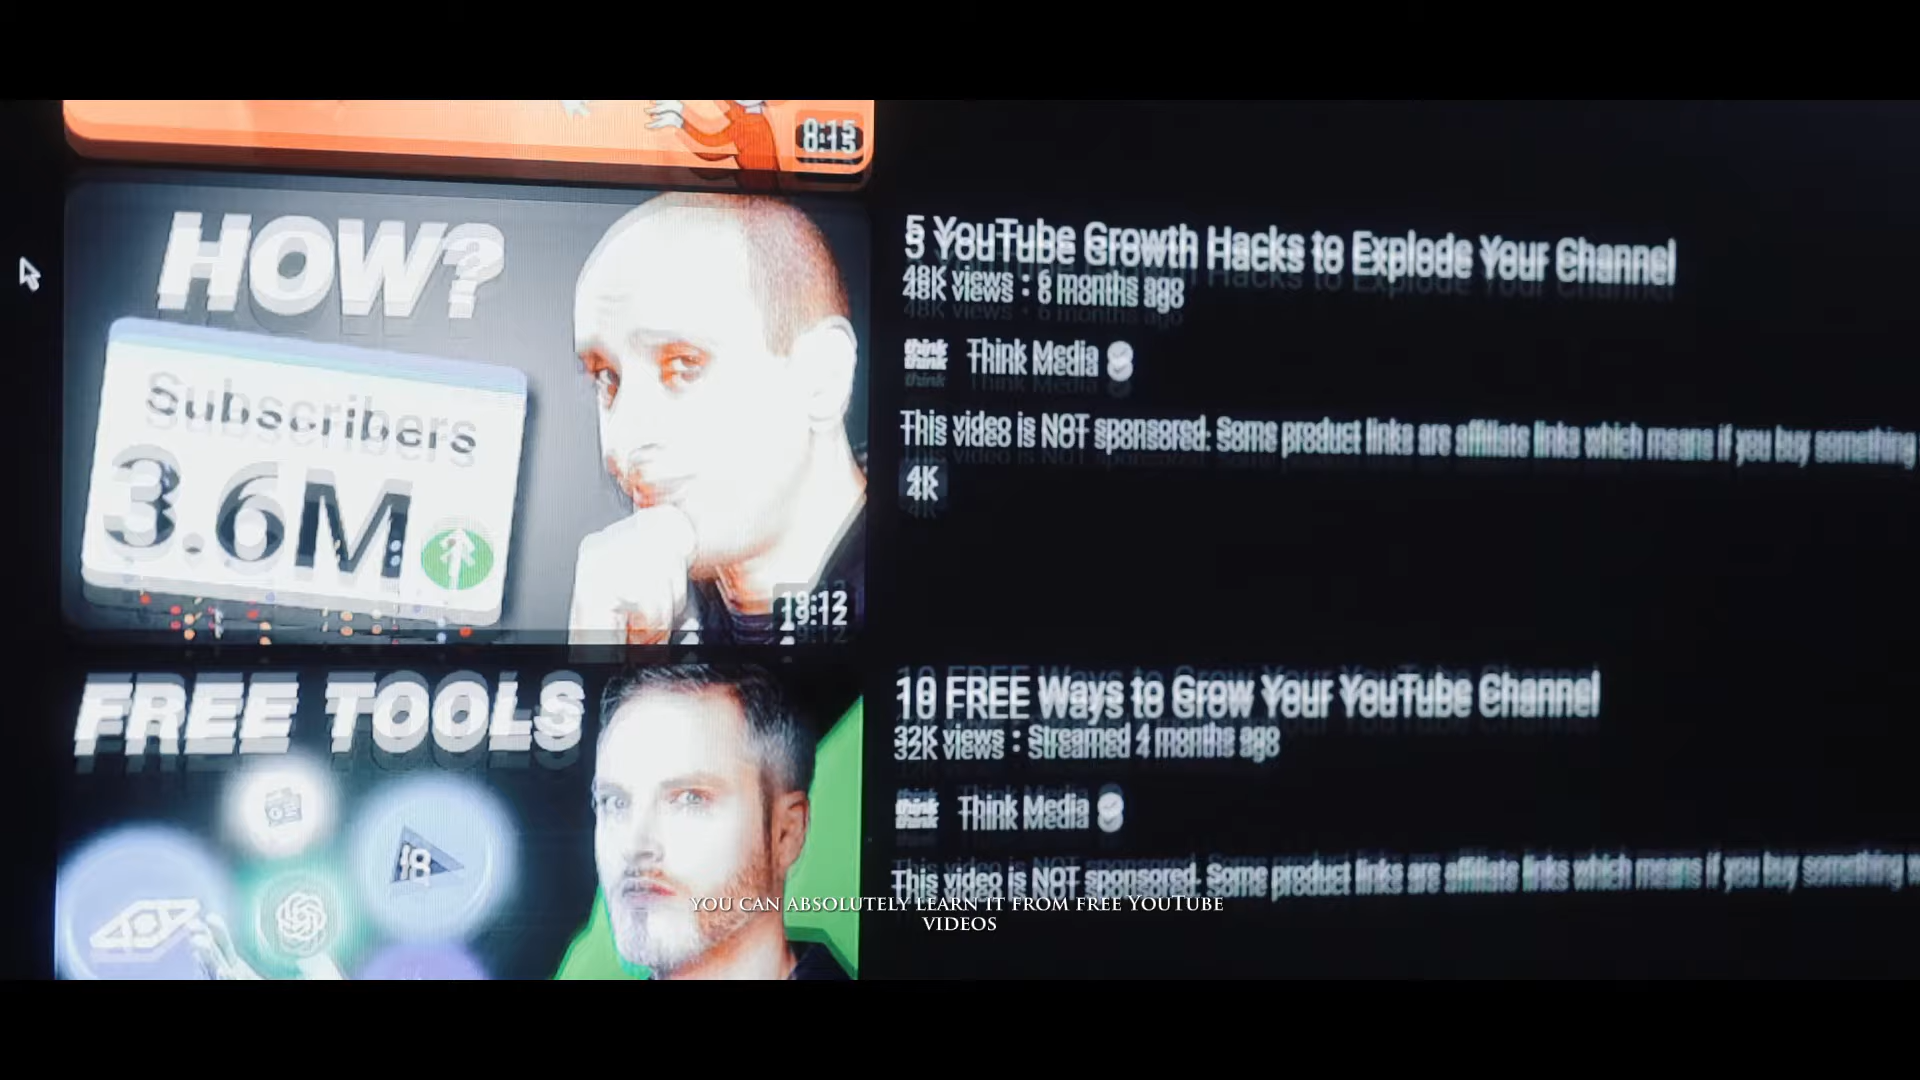 8:15
HOW?
Subscribers
3.6M
19:12
5 YouTube Growth Hacks to Explode Your Channel
48K views • 6 months ago
think
Think Media
This video is NOT sponsored. Some product links are affiliate links which means if you buy something
4K
FREE TOOLS
10 FREE Ways to Grow Your YouTube Channel
32K views • Streamed 4 months ago
think
Think Media
This video is NOT sponsored. Some product links are affiliate links which means if you buy something
YOU CAN ABSOLUTELY LEARN IT FROM FREE YOUTUBE
VIDEOS